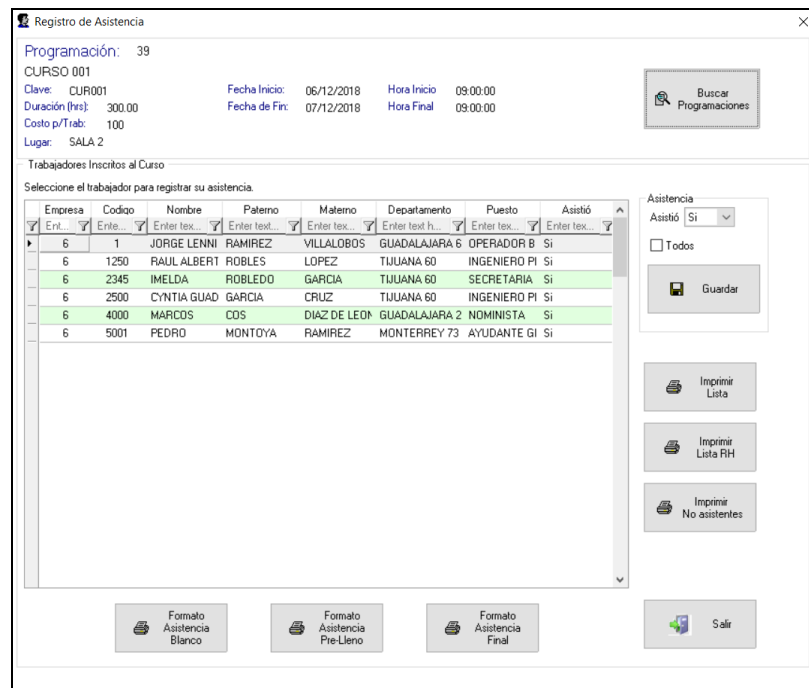 Registro de Asistencia
Programación: 39
CURSO 001
Clave: CUR001 Fecha Inicio: 06/12/2018 Hora Inicio 09:00:00
Duración (hrs): 300.00 Fecha de Fin: 07/12/2018 Hora Final 09:00:00
Costo p/Trab: 100
Lugar: SALA 2
Buscar
Programaciones
Trabajadores Inscritos al Curso
Seleccione el trabajador para registrar su asistencia.
Empresa Codigo Nombre Paterno Materno Departamento Puesto Asistió
Ent... Ente... Enter tex... Enter text... Enter tex... Enter text h... Enter tex... Enter tex...
6 1 JORGE LENNI RAMIREZ VILLALOBOS GUADALAJARA 6 OPERADOR B Si
6 1250 RAUL ALBERT ROBLES LOPEZ TIJUANA 60 INGENIERO PI Si
6 2345 IMELDA ROBLEDO GARCIA TIJUANA 60 SECRETARIA Si
6 2500 CYNTIA GUAD GARCIA CRUZ TIJUANA 60 INGENIERO PI Si
6 4000 MARCOS COS DIAZ DE LEON GUADALAJARA 2 NOMINISTA Si
6 5001 PEDRO MONTOYA RAMIREZ MONTERREY 73 AYUDANTE GI Si
Asistencia
Asistió Si
Todos
Guardar
Imprimir
Lista
Imprimir
Lista RH
Imprimir
No asistentes
Formato
Asistencia
Blanco
Formato
Asistencia
Pre-Lleno
Formato
Asistencia
Final
Salir